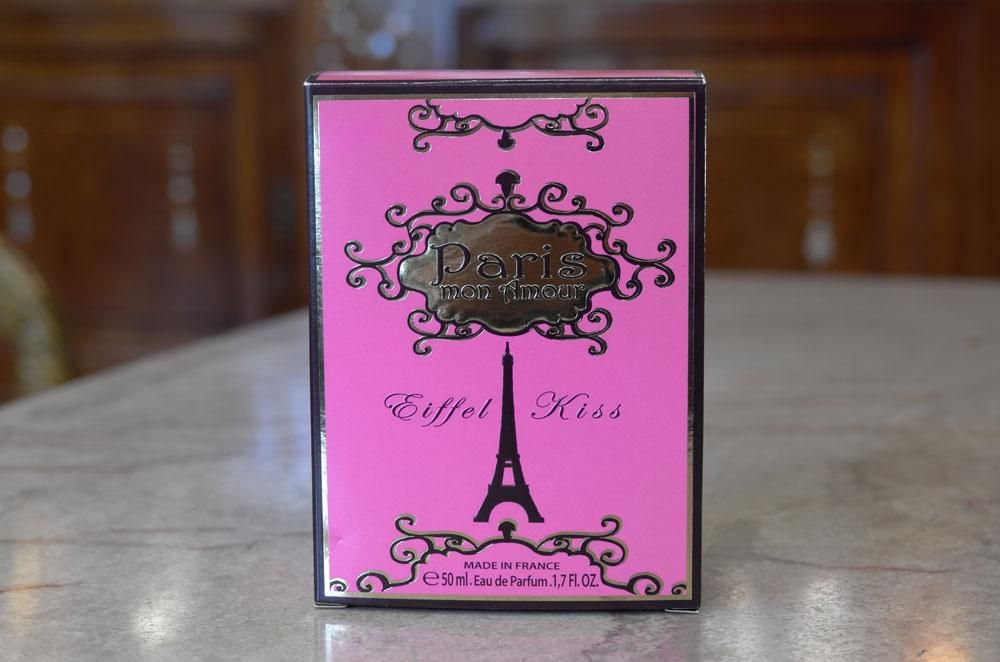 Paris
mon Amour
Eiffel Kiss
MADE IN FRANCE
℮50 ml. Eau de Parfum .1,7 Fl. OZ.